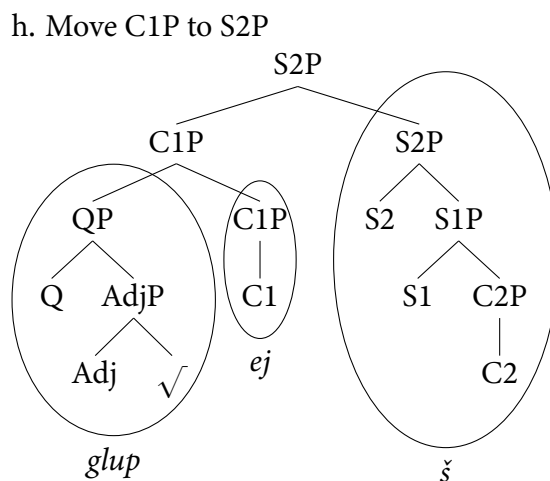 h. Move C1P to S2P
S2P
C1P S2P
QP C1P S2 S1P
Q AdjP C1 S1 C2P
Adj √ ej C2
glup š